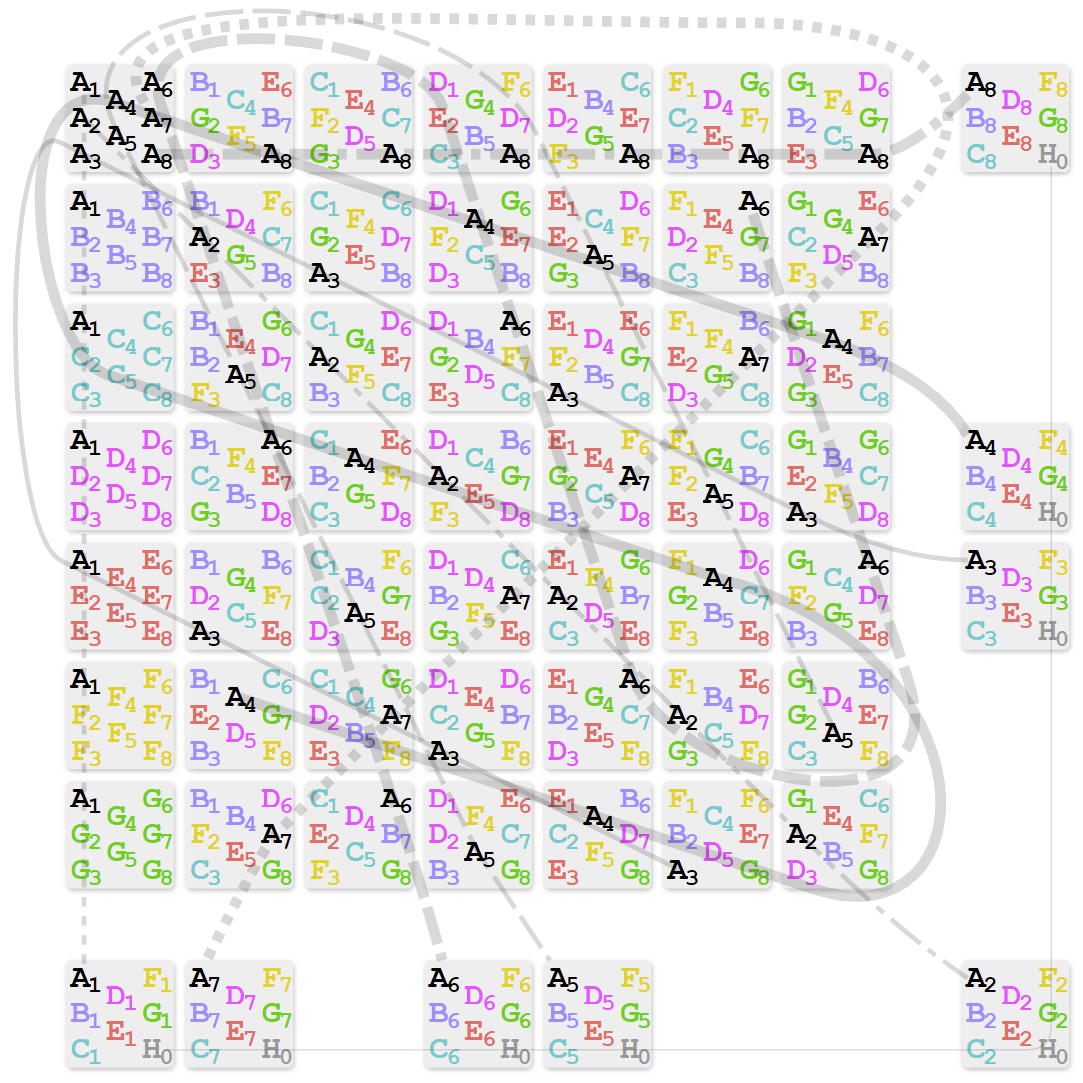 A1 A6 B1 E6 C1 B6 D1 F6 E1 C6 F1 G6 G1 D6 A8 F8
A4 C4 E4 G4 B4 D4 F4 D8
A2 A7 G2 B7 F2 C7 E2 D7 D2 E7 C2 F7 B2 G7 B8 G8
A5 F5 D5 B5 G5 E5 C5 E8
A3 A8 D3 A8 G3 A8 C3 A8 F3 A8 B3 A8 E3 A8 C8 H0
A1 B6 B1 F6 C1 C6 D1 G6 E1 D6 F1 A6 G1 E6
B4 D4 F4 A4 C4 E4 G4
B2 B7 A2 C7 G2 D7 F2 E7 E2 F7 D2 G7 C2 A7
B5 G5 E5 C5 A5 F5 D5
B3 B8 E3 B8 A3 B8 D3 B8 G3 B8 C3 B8 F3 B8
A1 C6 B1 G6 C1 D6 D1 A6 E1 E6 F1 B6 G1 F6
C4 E4 G4 B4 D4 F4 A4
C2 C7 B2 D7 A2 E7 G2 F7 F2 G7 E2 A7 D2 B7
C5 A5 F5 D5 B5 G5 E5
C3 C8 F3 C8 B3 C8 E3 C8 A3 C8 D3 C8 G3 C8
A1 D6 B1 A6 C1 E6 D1 B6 E1 F6 F1 C6 G1 G6 A4 F4
D4 F4 A4 C4 E4 G4 B4 D4
D2 D7 C2 E7 B2 F7 A2 G7 G2 A7 F2 B7 E2 C7 B4 G4
D5 B5 G5 E5 C5 A5 F5 E4
D3 D8 G3 D8 C3 D8 F3 D8 B3 D8 E3 D8 A3 D8 C4 H0
A1 E6 B1 B6 C1 F6 D1 C6 E1 G6 F1 D6 G1 A6 A3 F3
E4 G4 B4 D4 F4 A4 C4 D3
E2 E7 D2 F7 C2 G7 B2 A7 A2 B7 G2 C7 F2 D7 B3 G3
E5 C5 A5 F5 D5 B5 G5 E3
E3 E8 A3 E8 D3 E8 G3 E8 C3 E8 F3 E8 B3 E8 C3 H0
A1 F6 B1 C6 C1 G6 D1 D6 E1 A6 F1 E6 G1 B6
F4 A4 C4 E4 G4 B4 D4
F2 F7 E2 G7 D2 A7 C2 B7 B2 C7 A2 D7 G2 E7
F5 D5 B5 G5 E5 C5 A5
F3 F8 B3 F8 E3 F8 A3 F8 D3 F8 G3 F8 C3 F8
A1 G6 B1 D6 C1 A6 D1 E6 E1 B6 F1 F6 G1 C6
G4 B4 D4 F4 A4 C4 E4
G2 G7 F2 A7 E2 B7 D2 C7 C2 D7 B2 E7 A2 F7
G5 E5 C5 A5 F5 D5 B5
G3 G8 C3 G8 F3 G8 B3 G8 E3 G8 A3 G8 D3 G8
A1 F1 A7 F7 A6 F6 A5 F5 A2 F2
D1 D7 D6 D5 D2
B1 G1 B7 G7 B6 G6 B5 G5 B2 G2
E1 E7 E6 E5 E2
C1 H0 C7 H0 C6 H0 C5 H0 C2 H0